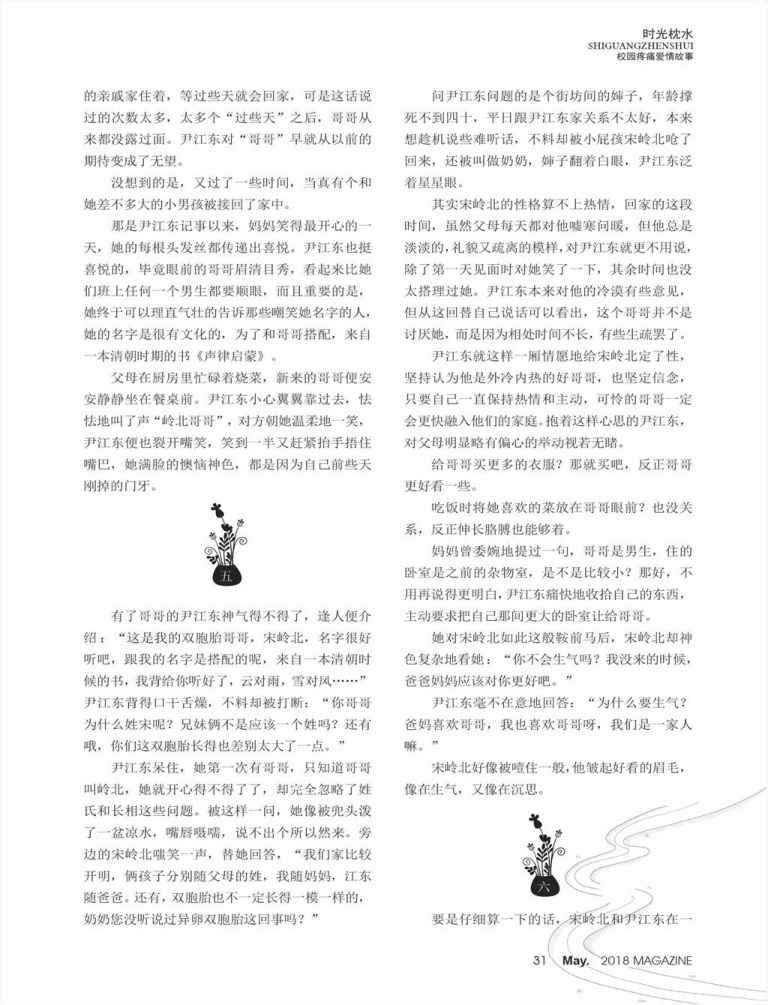 时光枕水
SHIGUANGZHENSHUI
校园疼痛爱情故事
的亲戚家住着，等过些天就会回家，可是这话说
过的次数太多，太多个“过些天”之后，哥哥从
来都没露过面。尹江东对“哥哥”早就从以前的
期待变成了无望。
没想到的是，又过了一些时间，当真有个和
她差不多大的小男孩被接回了家中。
那是尹江东记事以来，妈妈笑得最开心的一
天，她的每根头发丝都传递出喜悦。尹江东也挺
喜悦的，毕竟眼前的哥哥眉清目秀，看起来比她
们班上任何一个男生都要顺眼，而且重要的是，
她终于可以理直气壮的告诉那些嘲笑她名字的人，
她的名字是很有文化的，为了和哥哥搭配，来自
一本清朝时期的书《声律启蒙》。
父母在厨房里忙碌着烧菜，新来的哥哥便安
安静静坐在餐桌前。尹江东小心翼翼靠过去，怯
怯地叫了声“岭北哥哥”，对方朝她温柔地一笑，
尹江东便也裂开嘴笑，笑到一半又赶紧抬手捂住
嘴巴，她满脸的懊恼神色，都是因为自己前些天
刚掉的门牙。
五
有了哥哥的尹江东神气得不得了，逢人便介
绍：“这是我的双胞胎哥哥，宋岭北，名字很好
听吧，跟我的名字是搭配的呢，来自一本清朝时
候的书，我背给你听好了，云对雨，雪对风……”
尹江东背得口干舌燥，不料却被打断：“你哥哥
为什么姓宋呢？兄妹俩不是应该一个姓吗？还有
哦，你们这双胞胎长得也差别太大了一点。”
尹江东呆住，她第一次有哥哥，只知道哥哥
叫岭北，她就开心得不得了了，却完全忽略了姓
氏和长相这些问题。被这样一问，她像被兜头泼
了一盆凉水，嘴唇嗫嚅，说不出个所以然来。旁
边的宋岭北嗤笑一声，替她回答，“我们家比较
开明，俩孩子分别随父母的姓，我随妈妈，江东
随爸爸。还有，双胞胎也不一定长得一模一样的，
奶奶您没听说过异卵双胞胎这回事吗？”
问尹江东问题的是个街坊间的婶子，年龄撑
死不到四十，平日跟尹江东家关系不太好，本来
想趁机说些难听话，不料却被小屁孩宋岭北呛了
回来，还被叫做奶奶，婶子翻着白眼，尹江东泛
着星星眼。
其实宋岭北的性格算不上热情，回家的这段
时间，虽然父母每天都对他嘘寒问暖，但他总是
淡淡的，礼貌又疏离的模样，对尹江东就更不用说，
除了第一天见面时对她笑了一下，其余时间也没
太搭理过她。尹江东本来对他的冷漠有些意见，
但从这回替自己说话可以看出，这个哥哥并不是
讨厌她，而是因为相处时间不长，有些生疏罢了。
尹江东就这样一厢情愿地给宋岭北定了性，
坚持认为他是外冷内热的好哥哥，也坚定信念，
只要自己一直保持热情和主动，可怜的哥哥一定
会更快融入他们的家庭。抱着这样心思的尹江东，
对父母明显略有偏心的举动视若无睹。
给哥哥买更多的衣服？那就买吧，反正哥哥
更好看一些。
吃饭时将她喜欢的菜放在哥哥眼前？也没关
系，反正伸长胳膊也能够着。
妈妈曾委婉地提过一句，哥哥是男生，住的
卧室是之前的杂物室，是不是比较小？那好，不
用再说得更明白，尹江东痛快地收拾自己的东西，
主动要求把自己那间更大的卧室让给哥哥。
她对宋岭北如此这般鞍前马后，宋岭北却神
色复杂地看她：“你不会生气吗？我没来的时候，
爸爸妈妈应该对你更好吧。”
尹江东毫不在意地回答：“为什么要生气？
爸妈喜欢哥哥，我也喜欢哥哥呀，我们是一家人
嘛。”
宋岭北好像被噎住一般，他皱起好看的眉毛，
像在生气，又像在沉思。
六
要是仔细算一下的话，宋岭北和尹江东在一
31 May. 2018 MAGAZINE